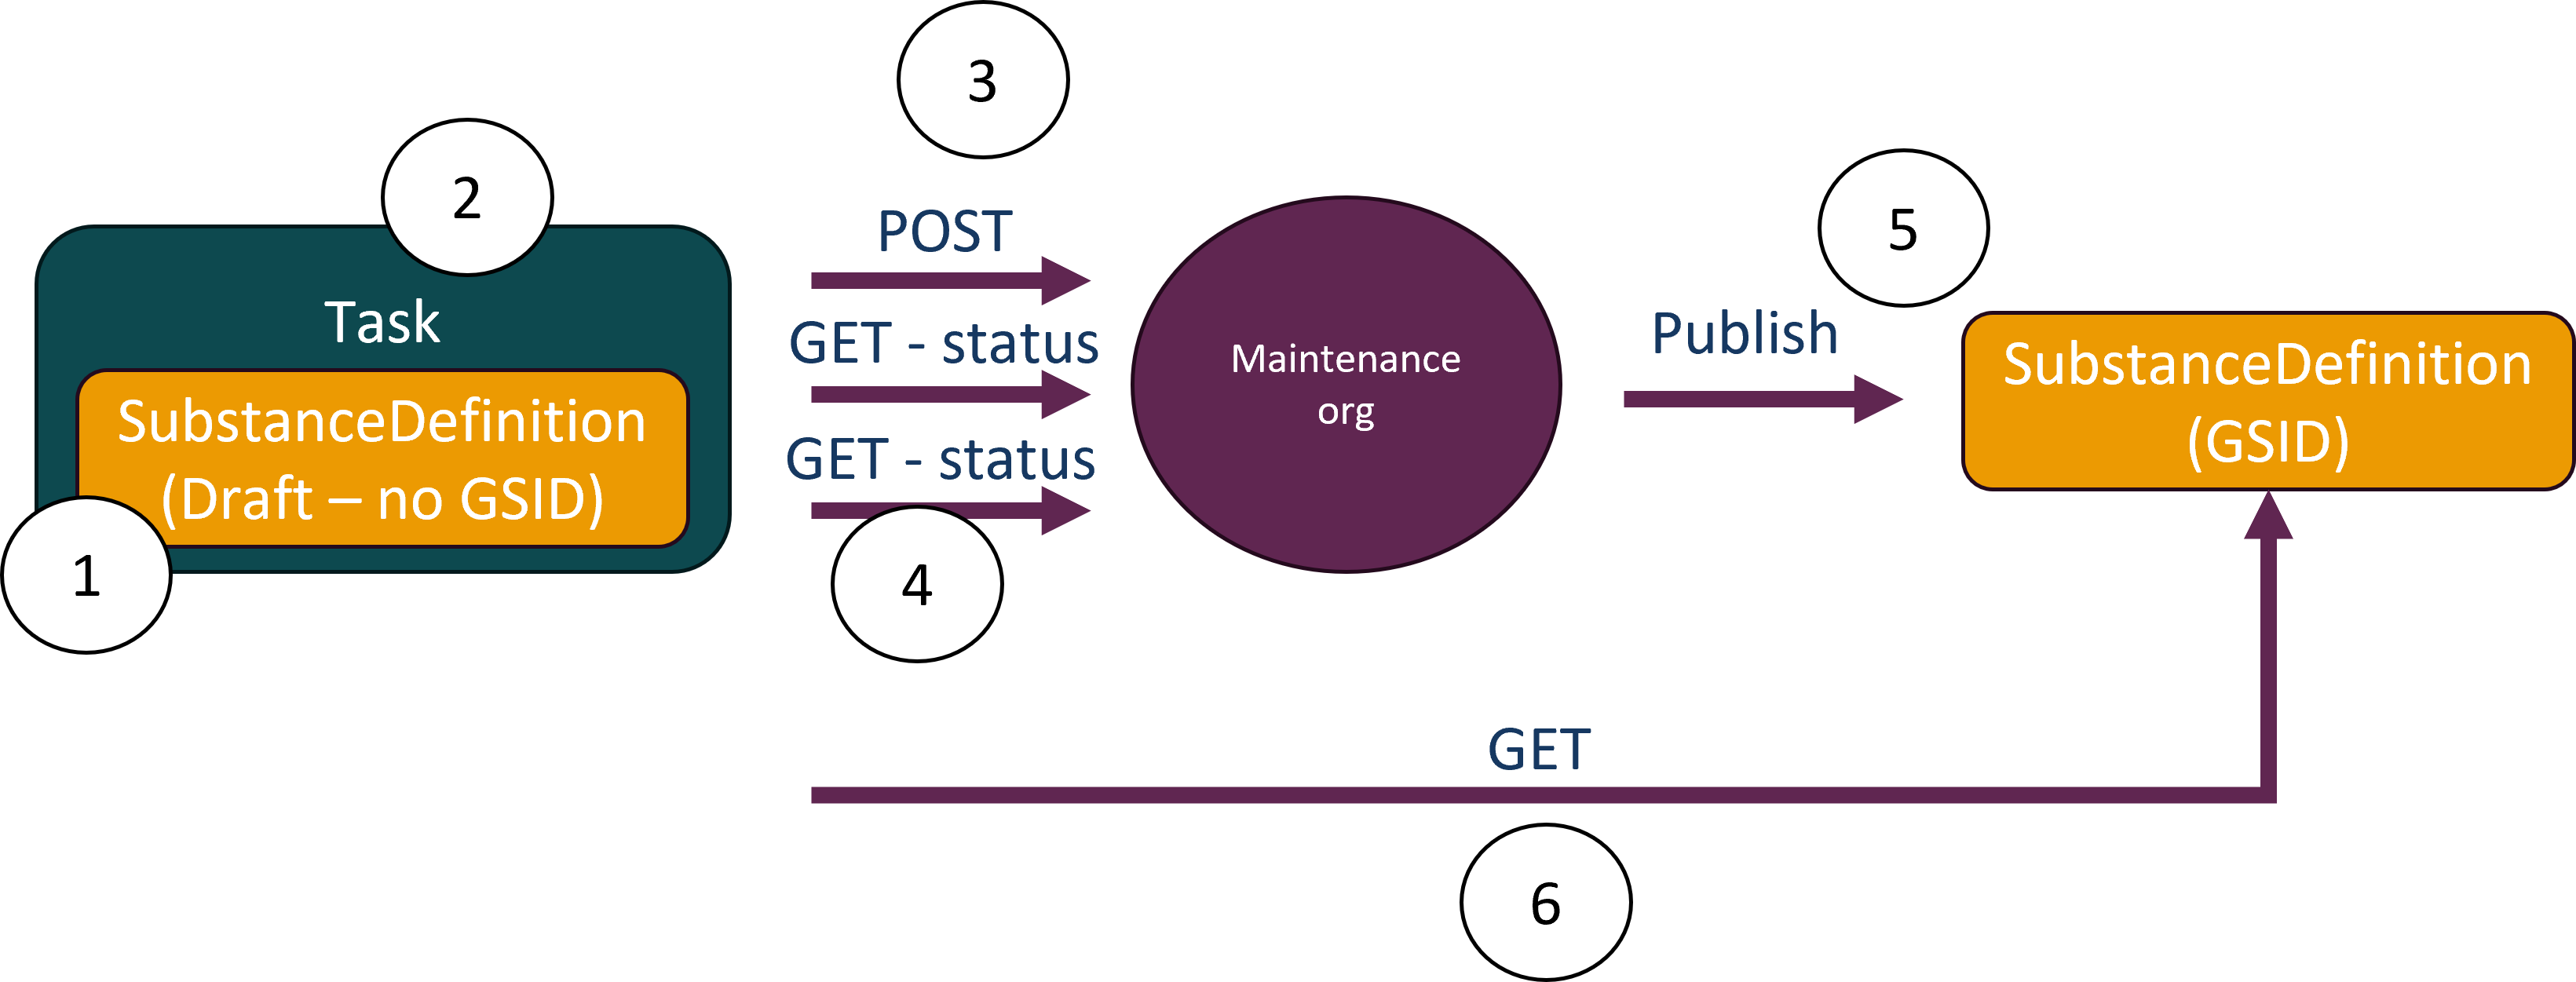 3
2
POST
5
Task
GET - status
Maintenance
org
Publish
SubstanceDefinition
(GSID)
SubstanceDefinition
(Draft – no GSID)
GET - status
1
4
GET
6